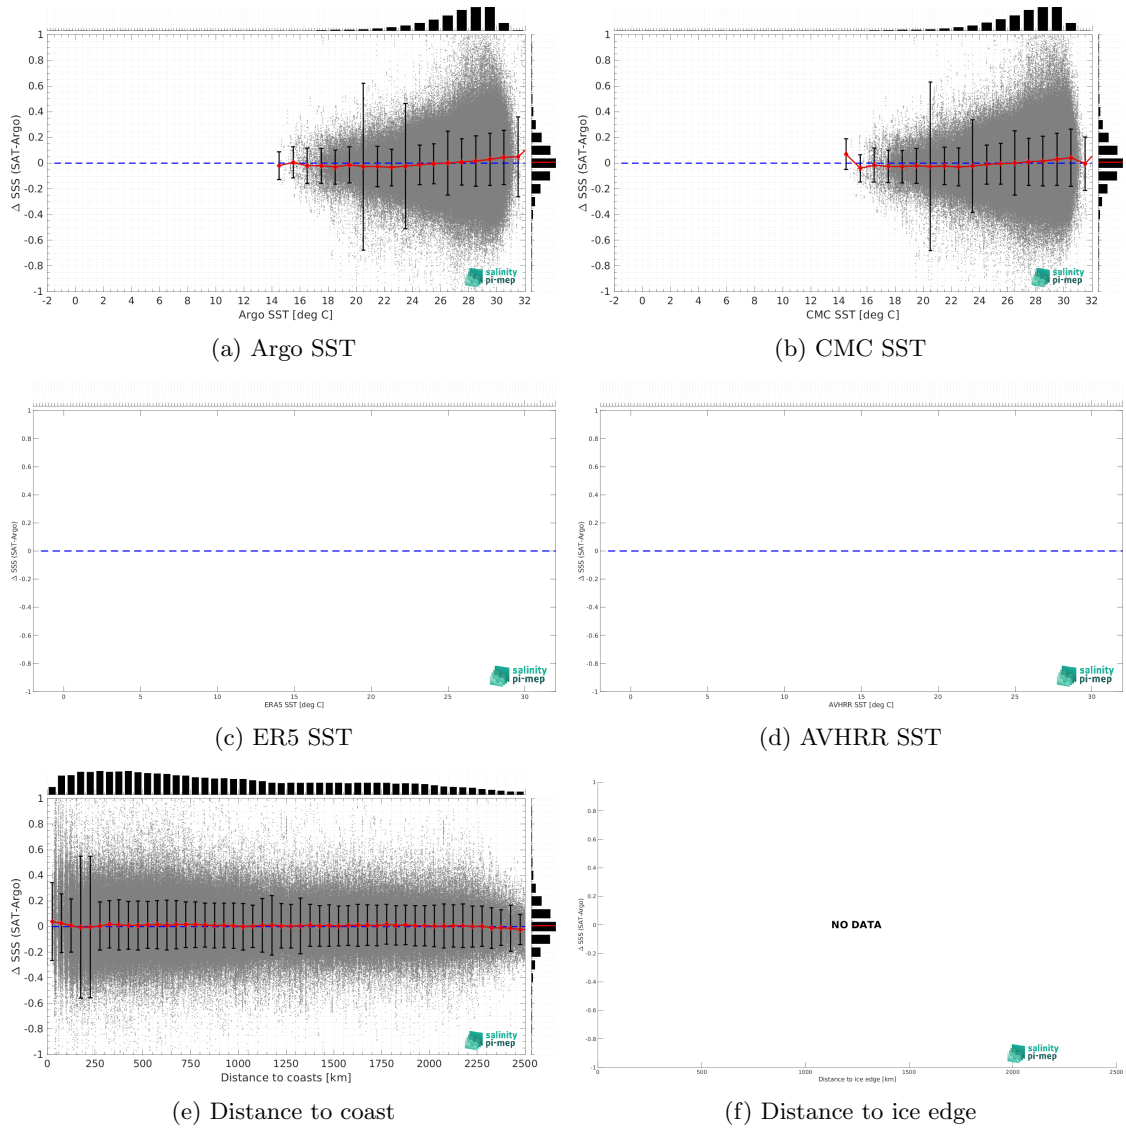 1
0.8
0.6
0.4
0.2
0
-0.2
-0.4
-0.6
-0.8
-1
Δ SSS (SAT-Argo)
-2 0 2 4 6 8 10 12 14 16 18 20 22 24 26 28 30 32
Argo SST [deg C]
salinity
pi-mep
(a) Argo SST
1
0.8
0.6
0.4
0.2
0
-0.2
-0.4
-0.6
-0.8
-1
Δ SSS (SAT-Argo)
-2 0 2 4 6 8 10 12 14 16 18 20 22 24 26 28 30 32
CMC SST [deg C]
salinity
pi-mep
(b) CMC SST
1
0.8
0.6
0.4
0.2
0
-0.2
-0.4
-0.6
-0.8
-1
Δ SSS (SAT-Argo)
0 5 10 15 20 25 30
ERA5 SST [deg C]
salinity
pi-mep
(c) ER5 SST
1
0.8
0.6
0.4
0.2
0
-0.2
-0.4
-0.6
-0.8
-1
Δ SSS (SAT-Argo)
0 5 10 15 20 25 30
AVHRR SST [deg C]
salinity
pi-mep
(d) AVHRR SST
1
0.8
0.6
0.4
0.2
0
-0.2
-0.4
-0.6
-0.8
-1
Δ SSS (SAT-Argo)
0 250 500 750 1000 1250 1500 1750 2000 2250 2500
Distance to coasts [km]
salinity
pi-mep
(e) Distance to coast
1
0.8
0.6
0.4
0.2
0
-0.2
-0.4
-0.6
-0.8
-1
Δ SSS (SAT-Argo)
NO DATA
0 500 1000 1500 2000 2500
Distance to ice edge [km]
salinity
pi-mep
(f) Distance to ice edge